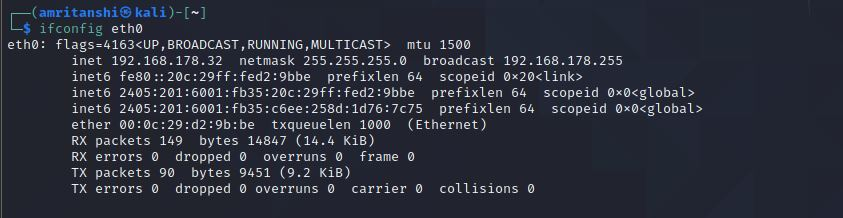 ┌──(amritanshi㉿kali)-[~]
└─$ ifconfig eth0
eth0: flags=4163<UP,BROADCAST,RUNNING,MULTICAST>  mtu 1500
        inet 192.168.178.32  netmask 255.255.255.0  broadcast 192.168.178.255
        inet6 fe80::20c:29ff:fed2:9bbe  prefixlen 64  scopeid 0×20<link>
        inet6 2405:201:6001:fb35:20c:29ff:fed2:9bbe  prefixlen 64  scopeid 0×0<global>
        inet6 2405:201:6001:fb35:c6ee:258d:1d76:7c75  prefixlen 64  scopeid 0×0<global>
        ether 00:0c:29:d2:9b:be  txqueuelen 1000  (Ethernet)
        RX packets 149  bytes 14847 (14.4 KiB)
        RX errors 0  dropped 0  overruns 0  frame 0
        TX packets 90  bytes 9451 (9.2 KiB)
        TX errors 0  dropped 0 overruns 0  carrier 0  collisions 0